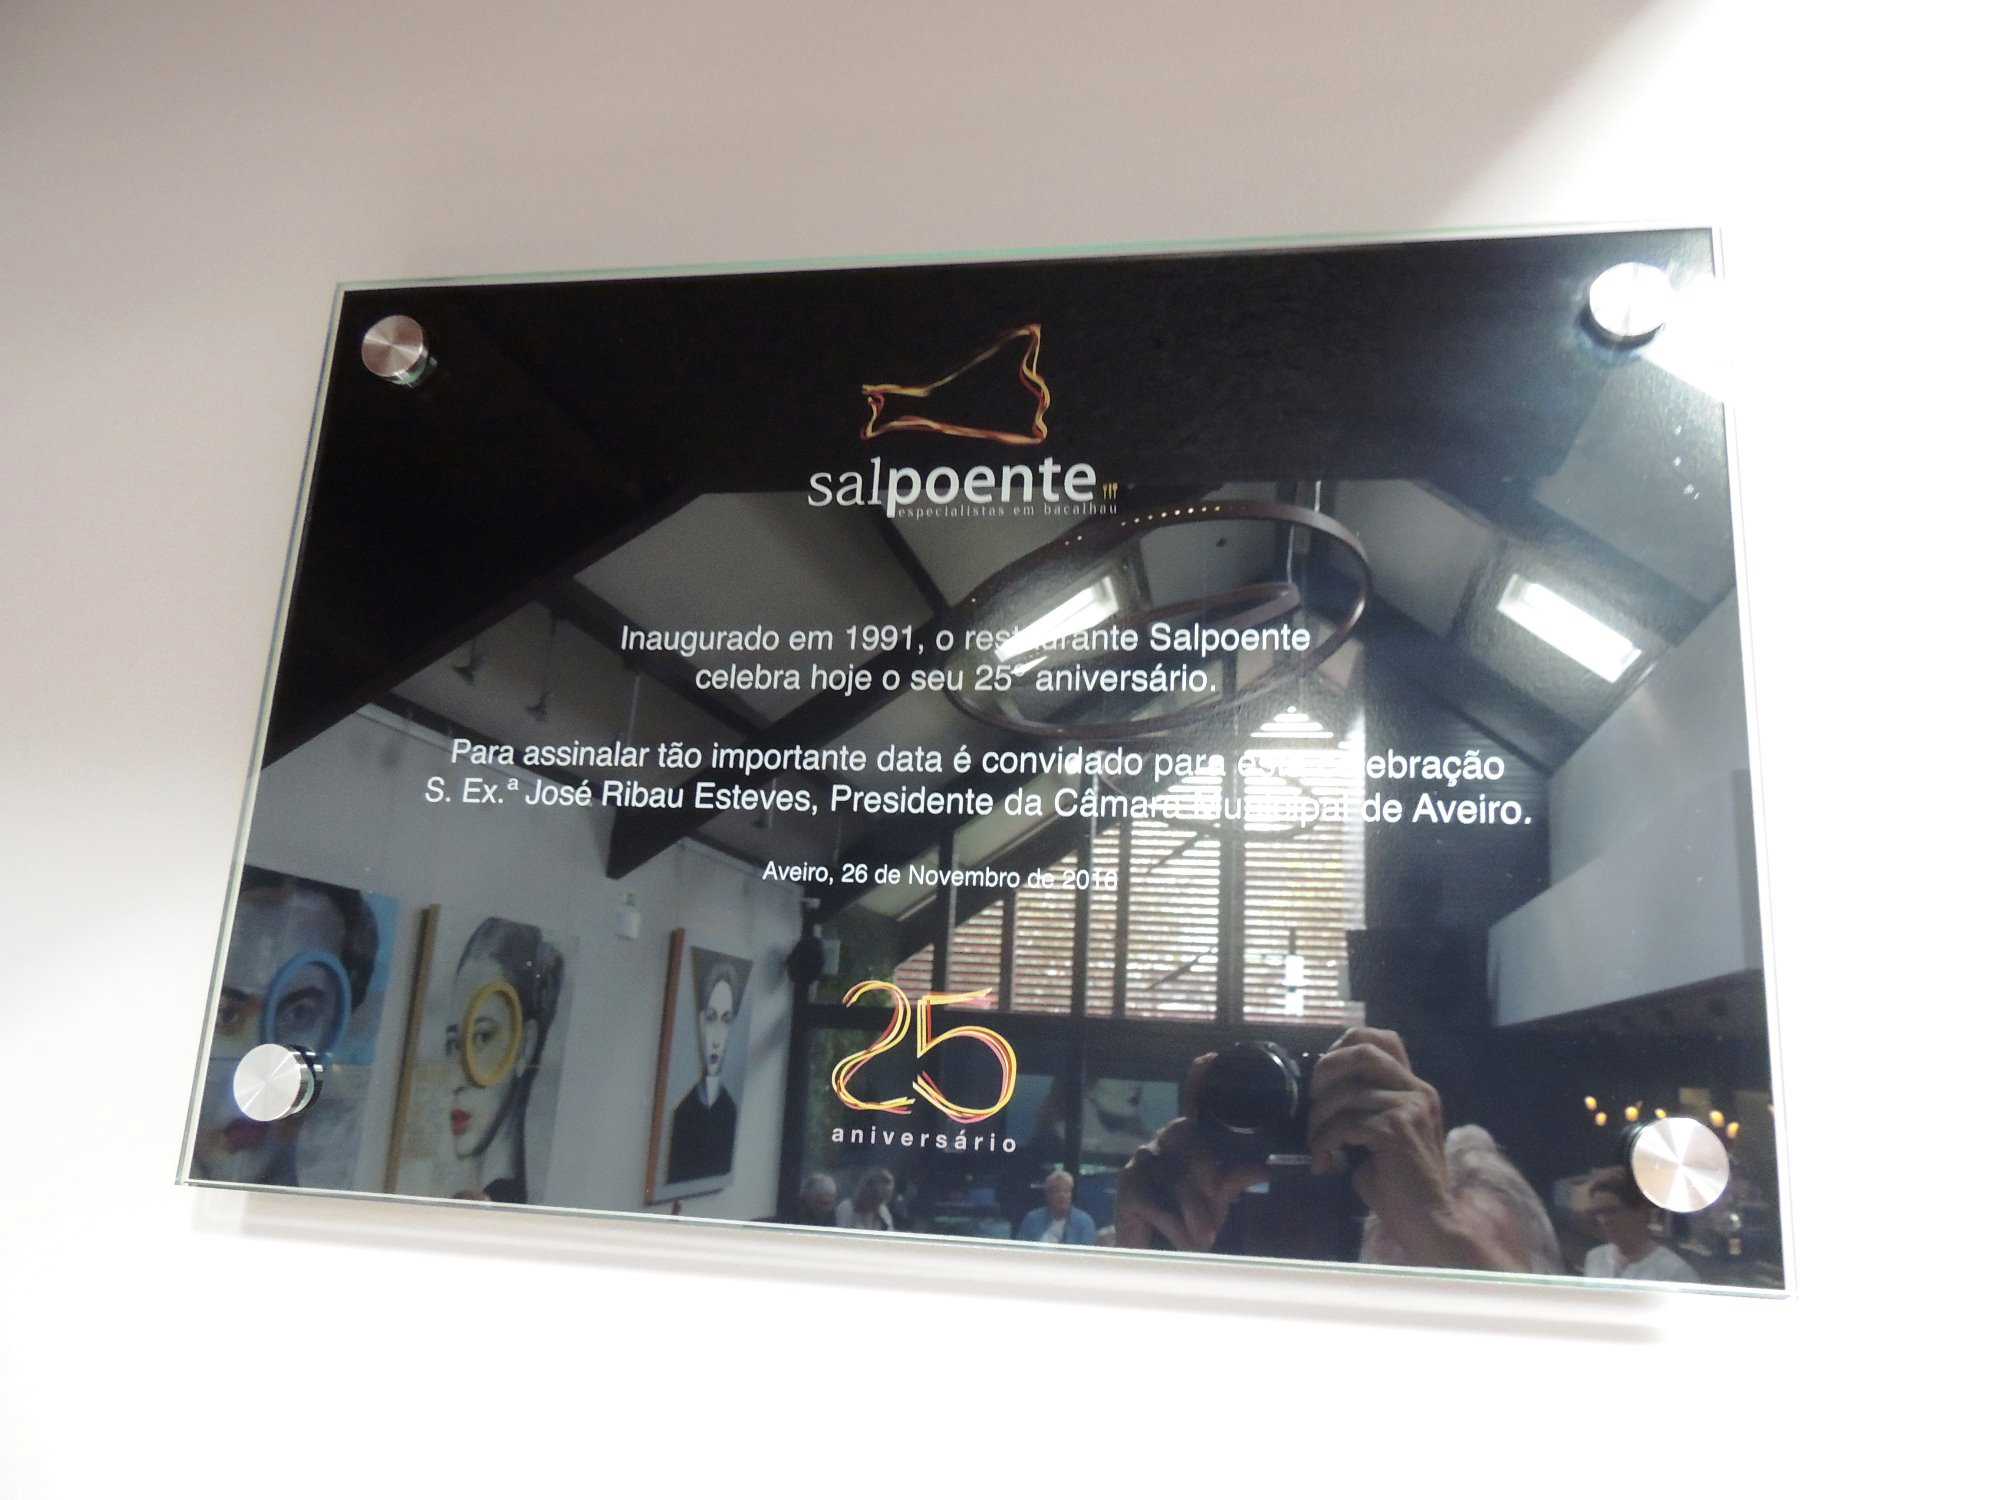 salpoente
especialistas em bacalhau
Inaugurado em 1991, o restaurante Salpoente
celebra hoje o seu 25º aniversário.
Para assinalar tão importante data é convidado para esta celebração
S. Ex.ª José Ribau Esteves, Presidente da Câmara Municipal de Aveiro.
Aveiro, 26 de Novembro de 2016
25
aniversário